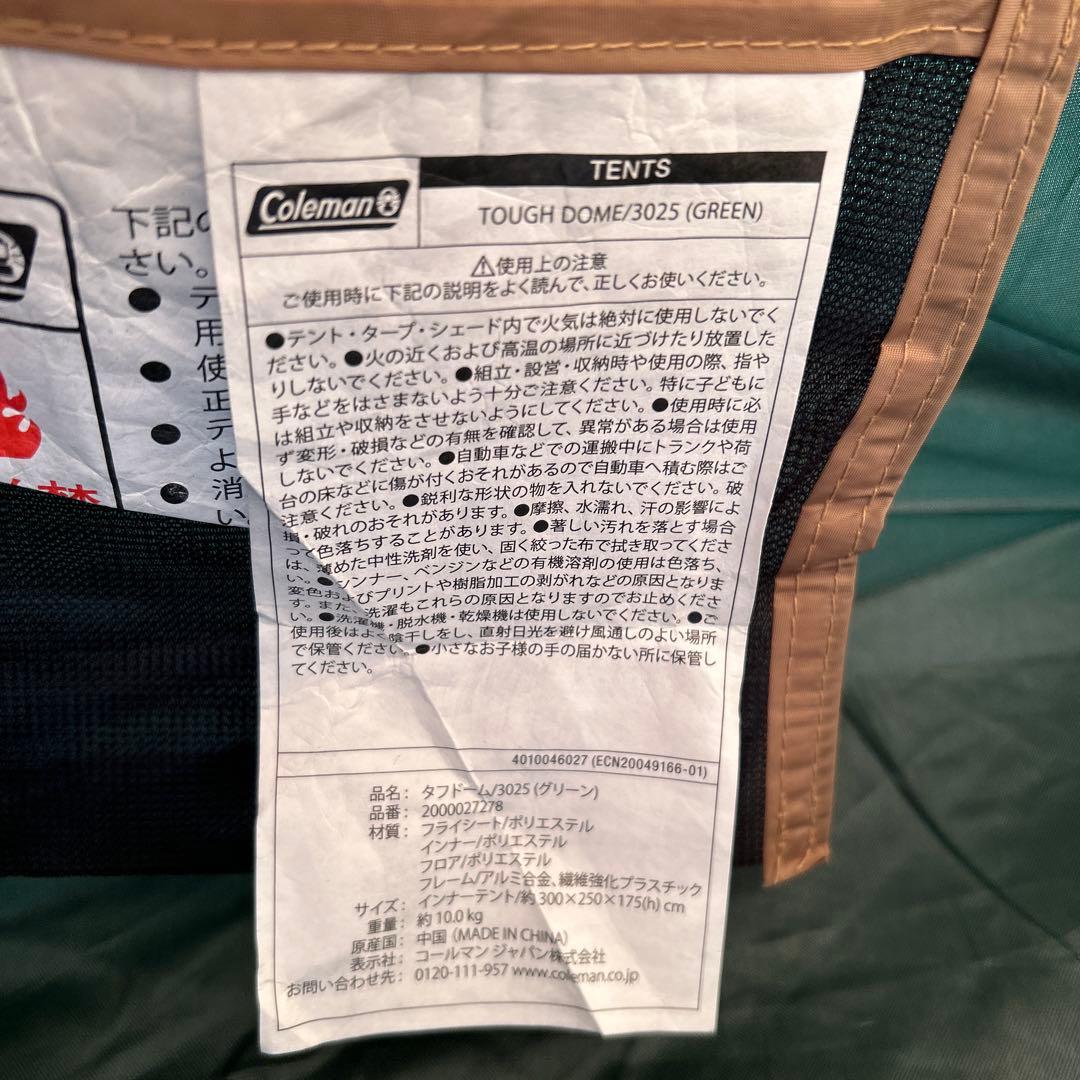 TENTS
Coleman
TOUGH DOME/3025 (GREEN)
⚠使用上の注意
ご使用時に下記の説明をよく読んで、正しくお使いください。
●テント・タープ・シェード内で火気は絶対に使用しないでく
ださい。●火の近くおよび高温の場所に近づけたり放置した
りしないでください。●組立・設営・収納時や使用の際、指や
手などをはさまないよう十分ご注意ください。特に子どもに
は組立や収納をさせないようにしてください。●使用時に必
ず変形・破損などの有無を確認して、異常がある場合は使用
しないでください。●自動車などでの運搬中にトランクや荷
台の床などに傷が付くおそれがあるので自動車へ積む際はご
注意ください。●鋭利な形状の物を入れないでください。破
損・破れのおそれがあります。●摩擦、水濡れ、汗の影響によ
って色落ちすることがあります。●著しい汚れを落とす場合
は、薄めた中性洗剤を使い、固く絞った布で拭き取ってくださ
い。●シンナー、ベンジンなどの有機溶剤の使用は色落ち、
変色およびプリントや樹脂加工の剥がれなどの原因となりま
す。また、洗濯もこれらの原因となりますのでお止めくださ
い。●洗濯機・脱水機・乾燥機は使用しないでください。●ご
使用後はよく陰干しをし、直射日光を避け風通しのよい場所
で保管ください。●小さなお子様の手の届かない所に保管し
てください。
4010046027 (ECN20049166-01)
品名： タフドーム/3025 (グリーン)
品番： 2000027278
材質： フライシート/ポリエステル
インナー/ポリエステル
フロア/ポリエステル
フレーム/アルミ合金、繊維強化プラスチック
サイズ： インナーテント/約300×250×175(h) cm
重量： 約10.0 kg
原産国： 中国 (MADE IN CHINA)
表示社： コールマン ジャパン株式会社
お問い合わせ先： 0120-111-957 www.coleman.co.jp
下記の
さい。
● テ
用
● 使
正
● テ
よ
● 消
い